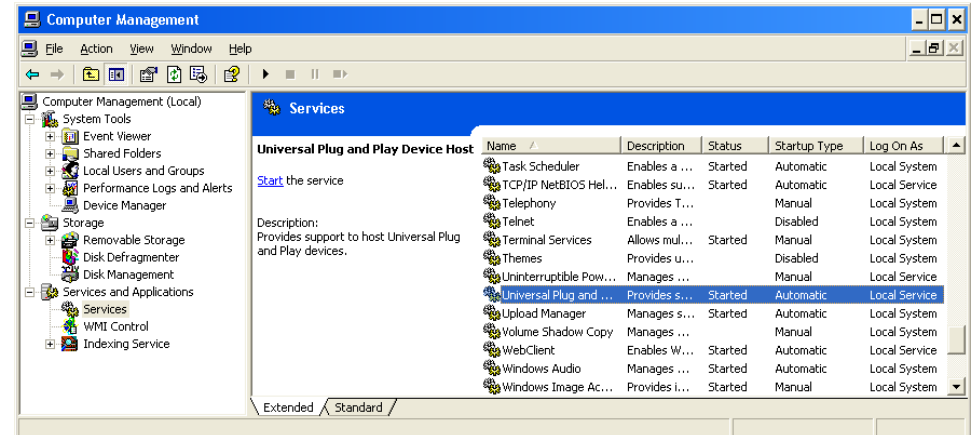 Computer Management
File Action View Window Help
Computer Management (Local)
System Tools
Event Viewer
Shared Folders
Local Users and Groups
Performance Logs and Alerts
Device Manager
Storage
Removable Storage
Disk Defragmenter
Disk Management
Services and Applications
Services
WMI Control
Indexing Service
Services
Universal Plug and Play Device Host
Start the service
Description:
Provides support to host Universal Plug
and Play devices.
Name Description Status Startup Type Log On As
Task Scheduler Enables a ... Started Automatic Local System
TCP/IP NetBIOS Hel... Enables su... Started Automatic Local Service
Telephony Provides T... Manual Local System
Telnet Enables a ... Disabled Local System
Terminal Services Allows mul... Started Manual Local System
Themes Provides u... Disabled Local System
Uninterruptible Pow... Manages ... Manual Local Service
Universal Plug and ... Provides s... Started Automatic Local Service
Upload Manager Manages s... Started Automatic Local System
Volume Shadow Copy Manages ... Manual Local System
WebClient Enables W... Started Automatic Local Service
Windows Audio Manages ... Started Automatic Local System
Windows Image Ac... Provides i... Started Manual Local System
Extended Standard